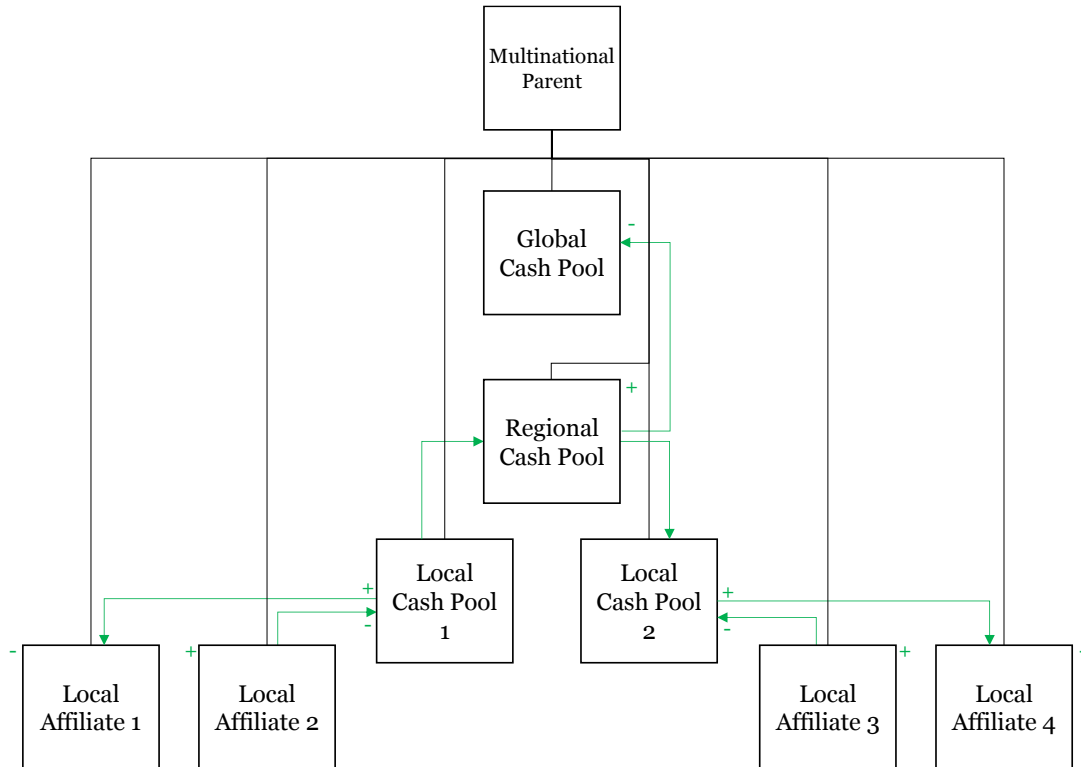 Multinational
Parent
Global
Cash Pool
-
Regional
Cash Pool
+
Local
Cash Pool
1
+
-
Local
Cash Pool
2
+
-
-
Local
Affiliate 1
+
Local
Affiliate 2
Local
Affiliate 3
+
Local
Affiliate 4
-